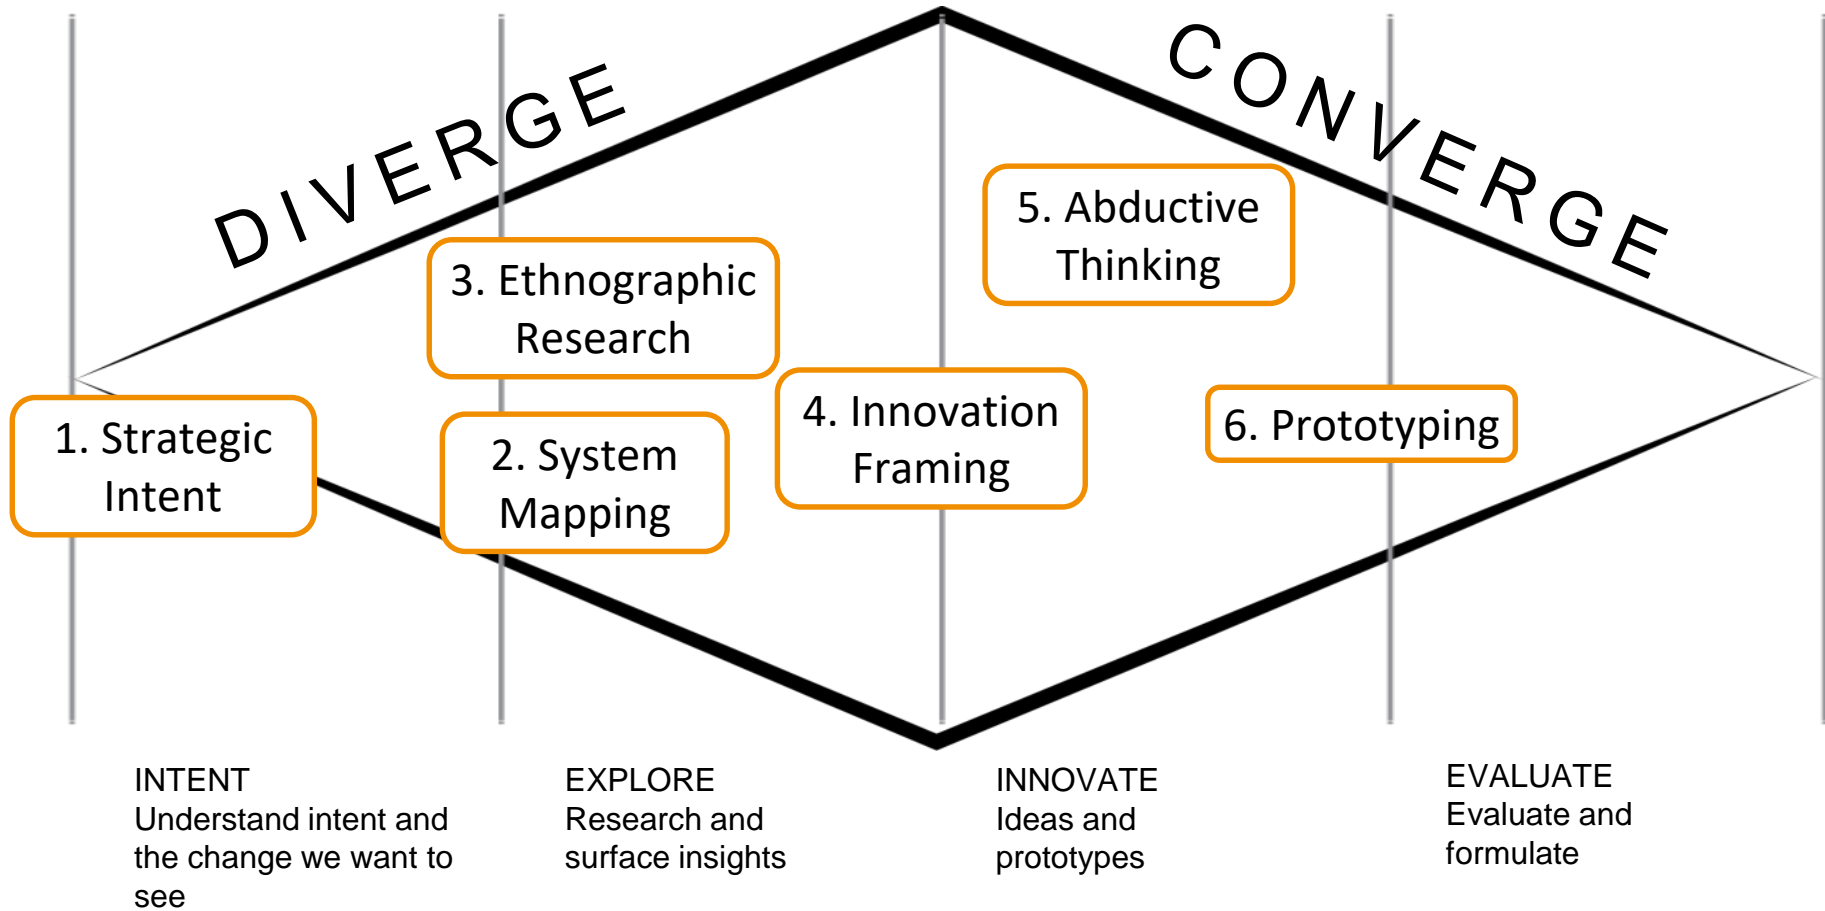 DIVERGE
CONVERGE
1. Strategic
Intent
2. System
Mapping
3. Ethnographic
Research
4. Innovation
Framing
5. Abductive
Thinking
6. Prototyping
INTENT
Understand intent and
the change we want to
see
EXPLORE
Research and
surface insights
INNOVATE
Ideas and
prototypes
EVALUATE
Evaluate and
formulate